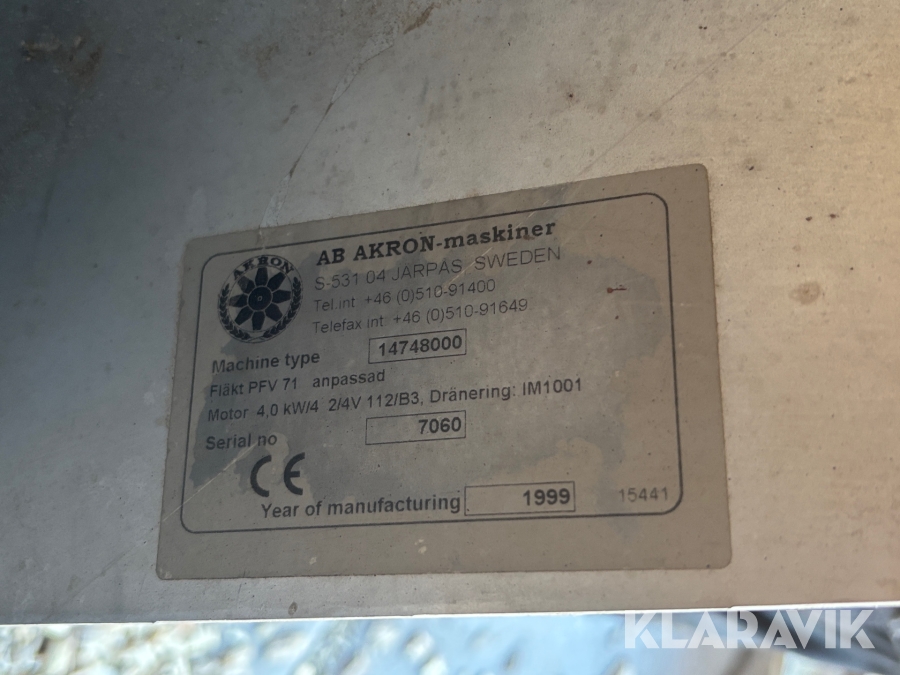 AKRON
AB AKRON-maskiner
S-531 04 JÄRPÅS SWEDEN
Tel.int +46 (0)510-91400
Telefax int +46 (0)510-91649
Machine type 14748000
Fläkt PFV 71 anpassad
Motor 4,0 kW/4 2/4V 112/B3, Dränering: IM1001
Serial no 7060
CE
Year of manufacturing 1999 15441
KLARAVIK